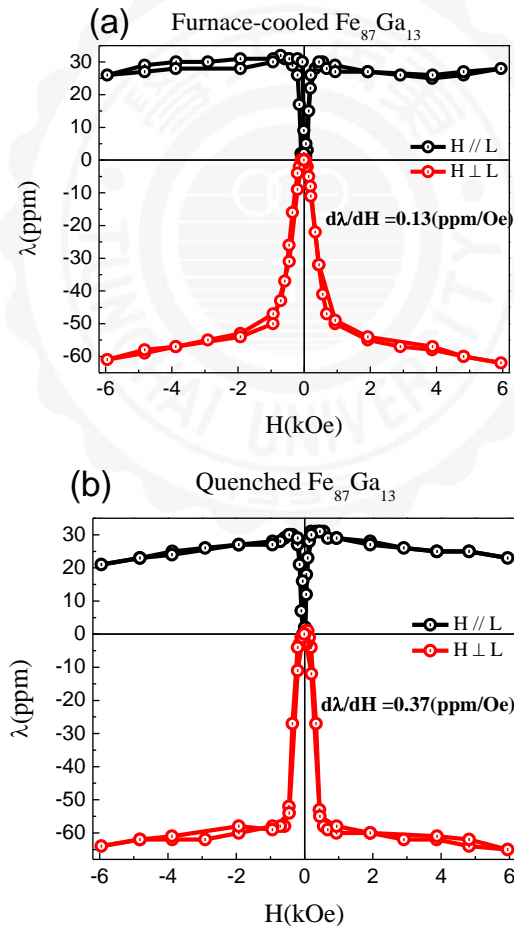 (a)
Furnace-cooled Fe₈₇Ga₁₃
30
20
10
0
-10
-20
-30
-40
-50
-60
λ(ppm)
H // L
H ⊥ L
dλ/dH =0.13(ppm/Oe)
-6 -4 -2 0 2 4 6
H(kOe)
(b)
Quenched Fe₈₇Ga₁₃
30
20
10
0
-10
-20
-30
-40
-50
-60
λ(ppm)
H // L
H ⊥ L
dλ/dH =0.37(ppm/Oe)
-6 -4 -2 0 2 4 6
H(kOe)